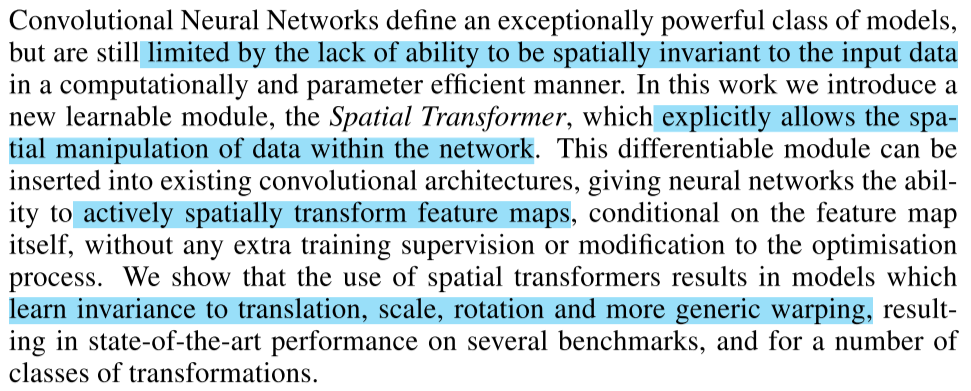 Convolutional Neural Networks define an exceptionally powerful class of models,
but are still limited by the lack of ability to be spatially invariant to the input data
in a computationally and parameter efficient manner. In this work we introduce a
new learnable module, the Spatial Transformer, which explicitly allows the spa-
tial manipulation of data within the network. This differentiable module can be
inserted into existing convolutional architectures, giving neural networks the abil-
ity to actively spatially transform feature maps, conditional on the feature map
itself, without any extra training supervision or modification to the optimisation
process. We show that the use of spatial transformers results in models which
learn invariance to translation, scale, rotation and more generic warping, result-
ing in state-of-the-art performance on several benchmarks, and for a number of
classes of transformations.